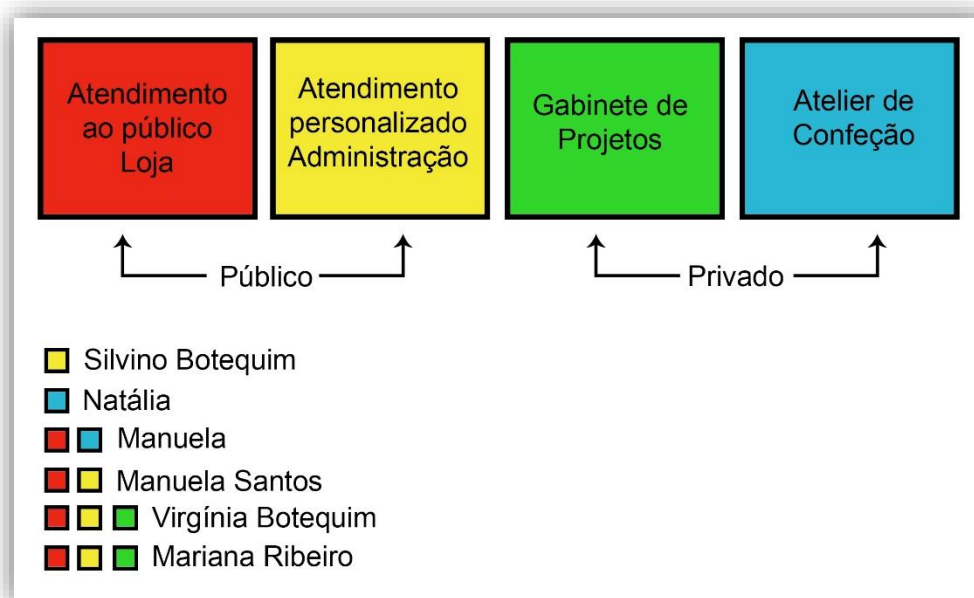 Atendimento
ao público
Loja
Atendimento
personalizado
Administração
Gabinete de
Projetos
Atelier de
Confeção
Público
Privado
Silvino Botequim
Natália
Manuela
Manuela Santos
Virgínia Botequim
Mariana Ribeiro